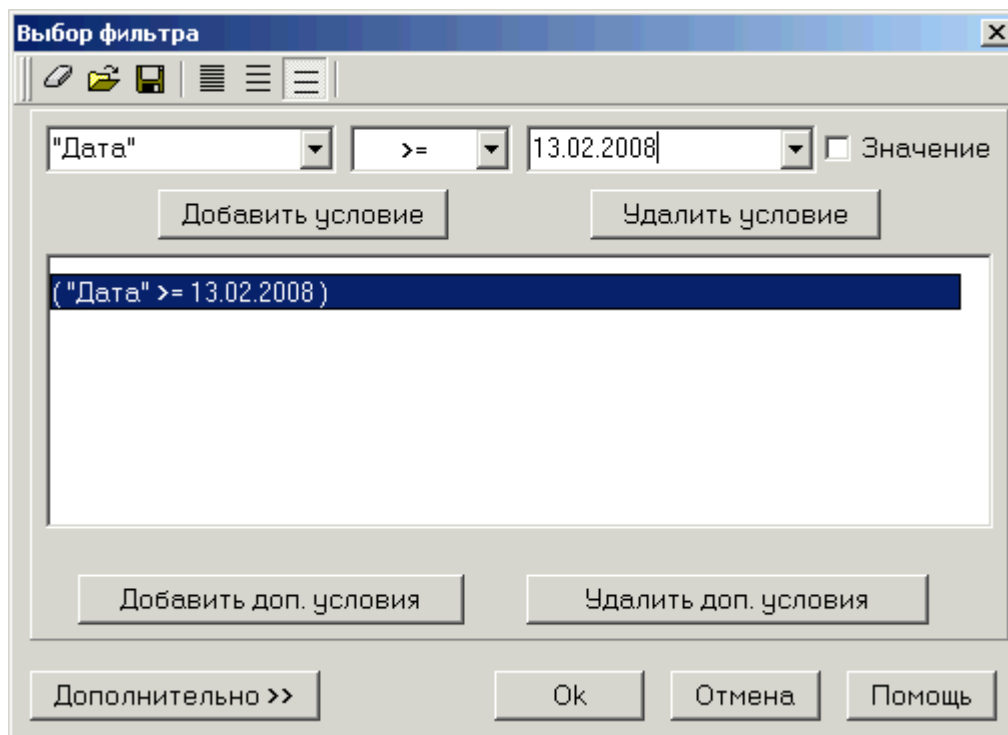 Выбор фильтра
"Дата" >= 13.02.2008 Значение
Добавить условие Удалить условие
( "Дата" >= 13.02.2008 )
Добавить доп. условия Удалить доп. условия
Дополнительно >> Ok Отмена Помощь